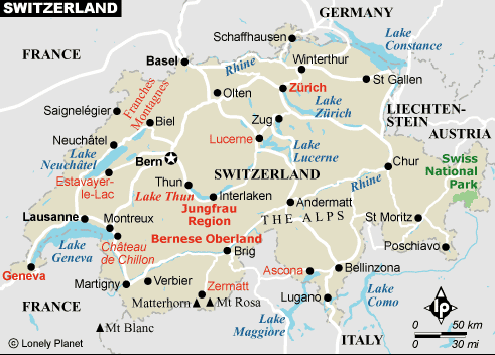 SWITZERLAND
GERMANY
FRANCE
Schaffhausen
Lake
Constance
Basel
Rhine
Winterthur
St Gallen
Zürich
Olten
Franches
Montagnes
Saignelégier
Biel
Zug
Lake
Zürich
LIECHTEN-
STEIN
AUSTRIA
Neuchâtel
Lake
Neuchâtel
Bern
Lucerne
Lake
Lucerne
Chur
Swiss
National
Park
Estavayer-
le-Lac
Thun
Lake Thun
SWITZERLAND
Rhine
Interlaken
Jungfrau
Region
Andermatt
THE ALPS
St Moritz
Lausanne
Montreux
Bernese Oberland
Poschiavo
Lake
Geneva
Château
de Chillon
Brig
Geneva
Ascona
Bellinzona
Martigny
Verbier
Zermatt
Matterhorn
Mt Rosa
Lugano
Lake
Como
FRANCE
Mt Blanc
Lake
Maggiore
ITALY
lp
0 50 km
0 30 mi
© Lonely Planet